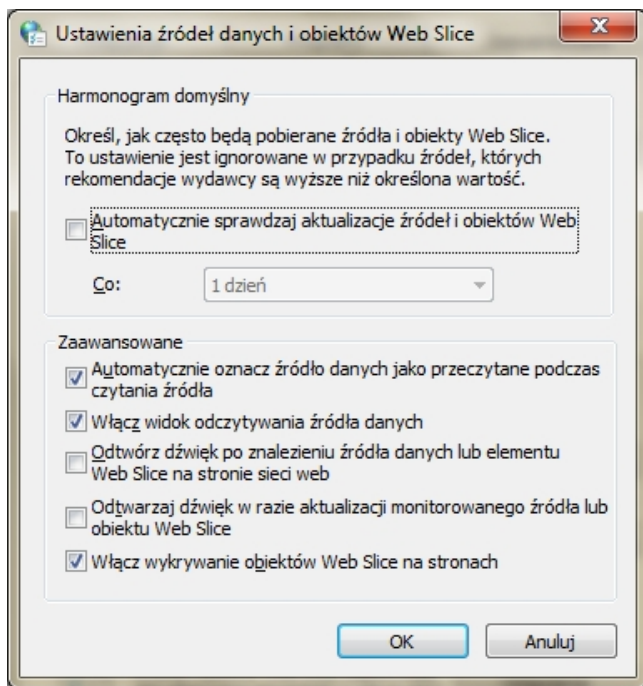 Ustawienia źródeł danych i obiektów Web Slice
Harmonogram domyślny
Określ, jak często będą pobierane źródła i obiekty Web Slice.
To ustawienie jest ignorowane w przypadku źródeł, których
rekomendacje wydawcy są wyższe niż określona wartość.
Automatycznie sprawdzaj aktualizacje źródeł i obiektów Web
Slice
Co:
1 dzień
Zaawansowane
Automatycznie oznacz źródło danych jako przeczytane podczas
czytania źródła
Włącz widok odczytywania źródła danych
Odtwórz dźwięk po znalezieniu źródła danych lub elementu
Web Slice na stronie sieci web
Odtwarzaj dźwięk w razie aktualizacji monitorowanego źródła lub
obiektu Web Slice
Włącz wykrywanie obiektów Web Slice na stronach
OK
Anuluj